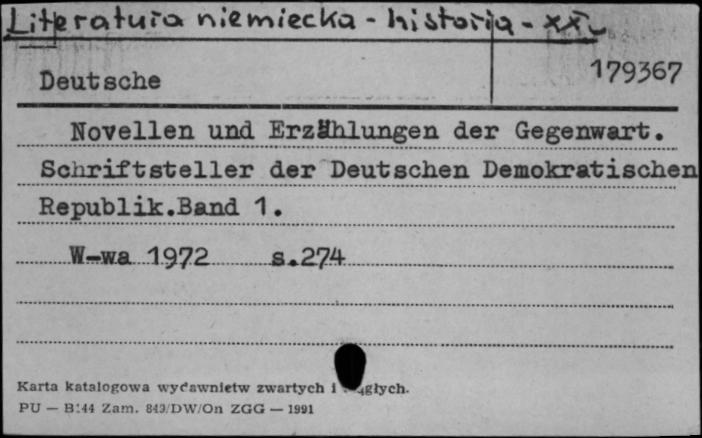 Literatura niemiecka - historia - XX w
Deutsche 179367
Novellen und Erzählungen der Gegenwart.
Schriftsteller der Deutschen Demokratischen
Republik.Band 1.
W-wa 1972 s.274
Karta katalogowa wydawnictw zwartych i
PU — Zam. 843/DW/On ZGG — 1991